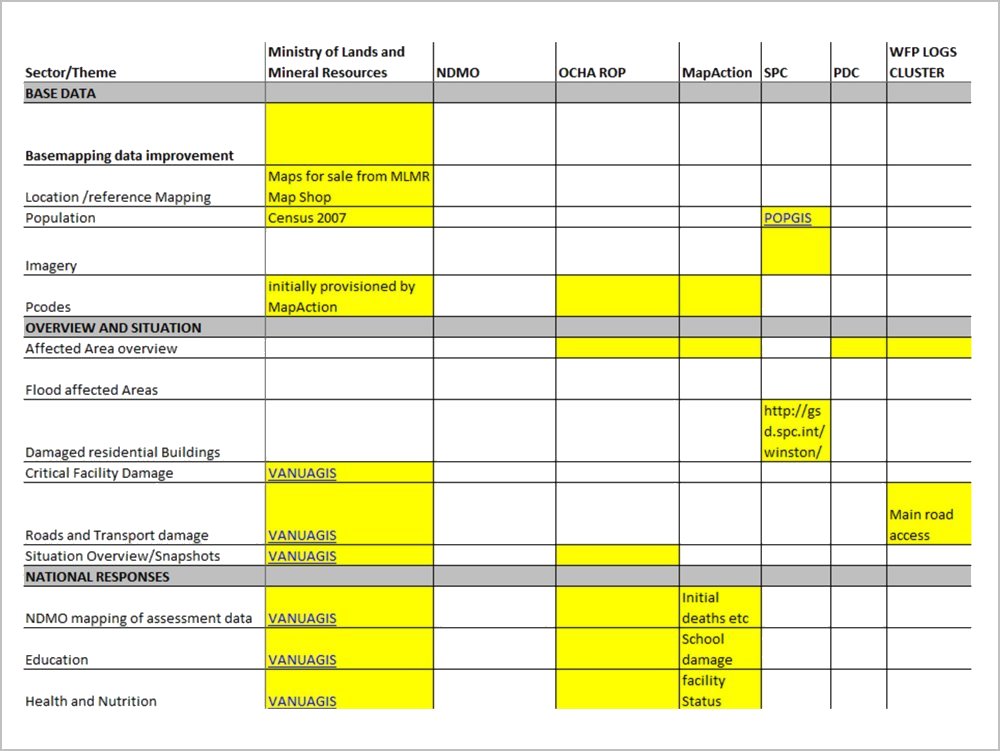 Sector/Theme Ministry of Lands and Mineral Resources NDMO OCHA ROP MapAction SPC PDC WFP LOGS CLUSTER
BASE DATA
Basemapping data improvement
Location /reference Mapping Maps for sale from MLMR Map Shop
Population Census 2007 POPGIS
Imagery
Pcodes initially provisioned by MapAction
OVERVIEW AND SITUATION
Affected Area overview
Flood affected Areas
Damaged residential Buildings http://gsd.spc.int/winston/
Critical Facility Damage VANUAGIS
Roads and Transport damage VANUAGIS Main road access
Situation Overview/Snapshots VANUAGIS
NATIONAL RESPONSES
NDMO mapping of assessment data VANUAGIS Initial deaths etc
Education VANUAGIS School damage
Health and Nutrition VANUAGIS facility Status